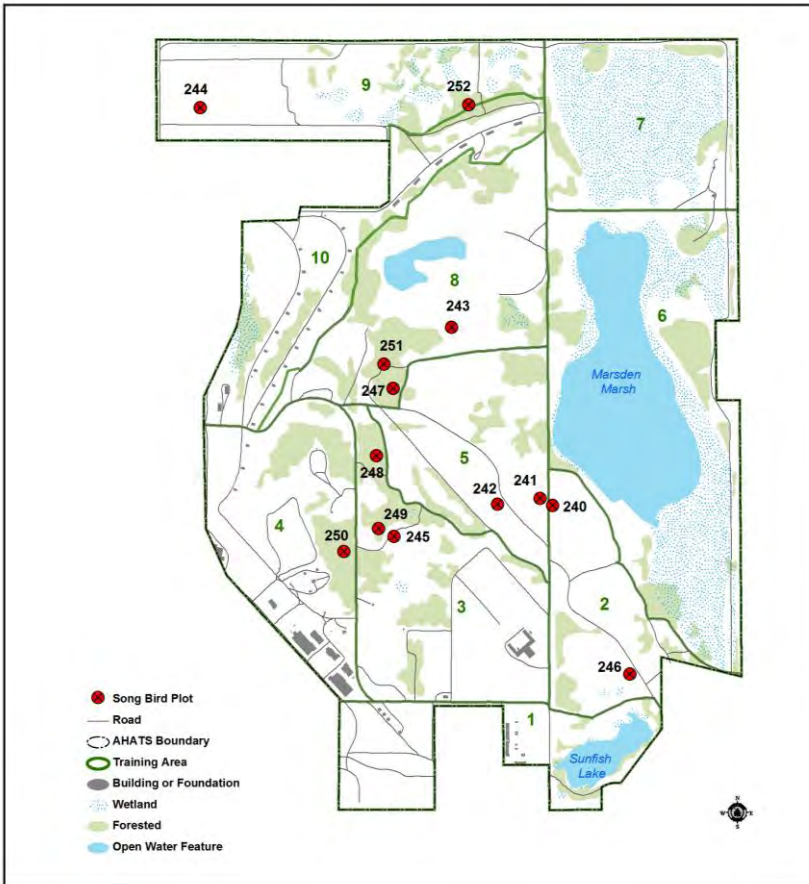 244
9
252
7
10
8
6
243
251
Marsden
Marsh
247
5
248
241
242
240
4
249
250
245
2
3
246
1
Sunfish
Lake
Song Bird Plot
Road
AHATS Boundary
Training Area
Building or Foundation
Wetland
Forested
Open Water Feature
N
W
E
S